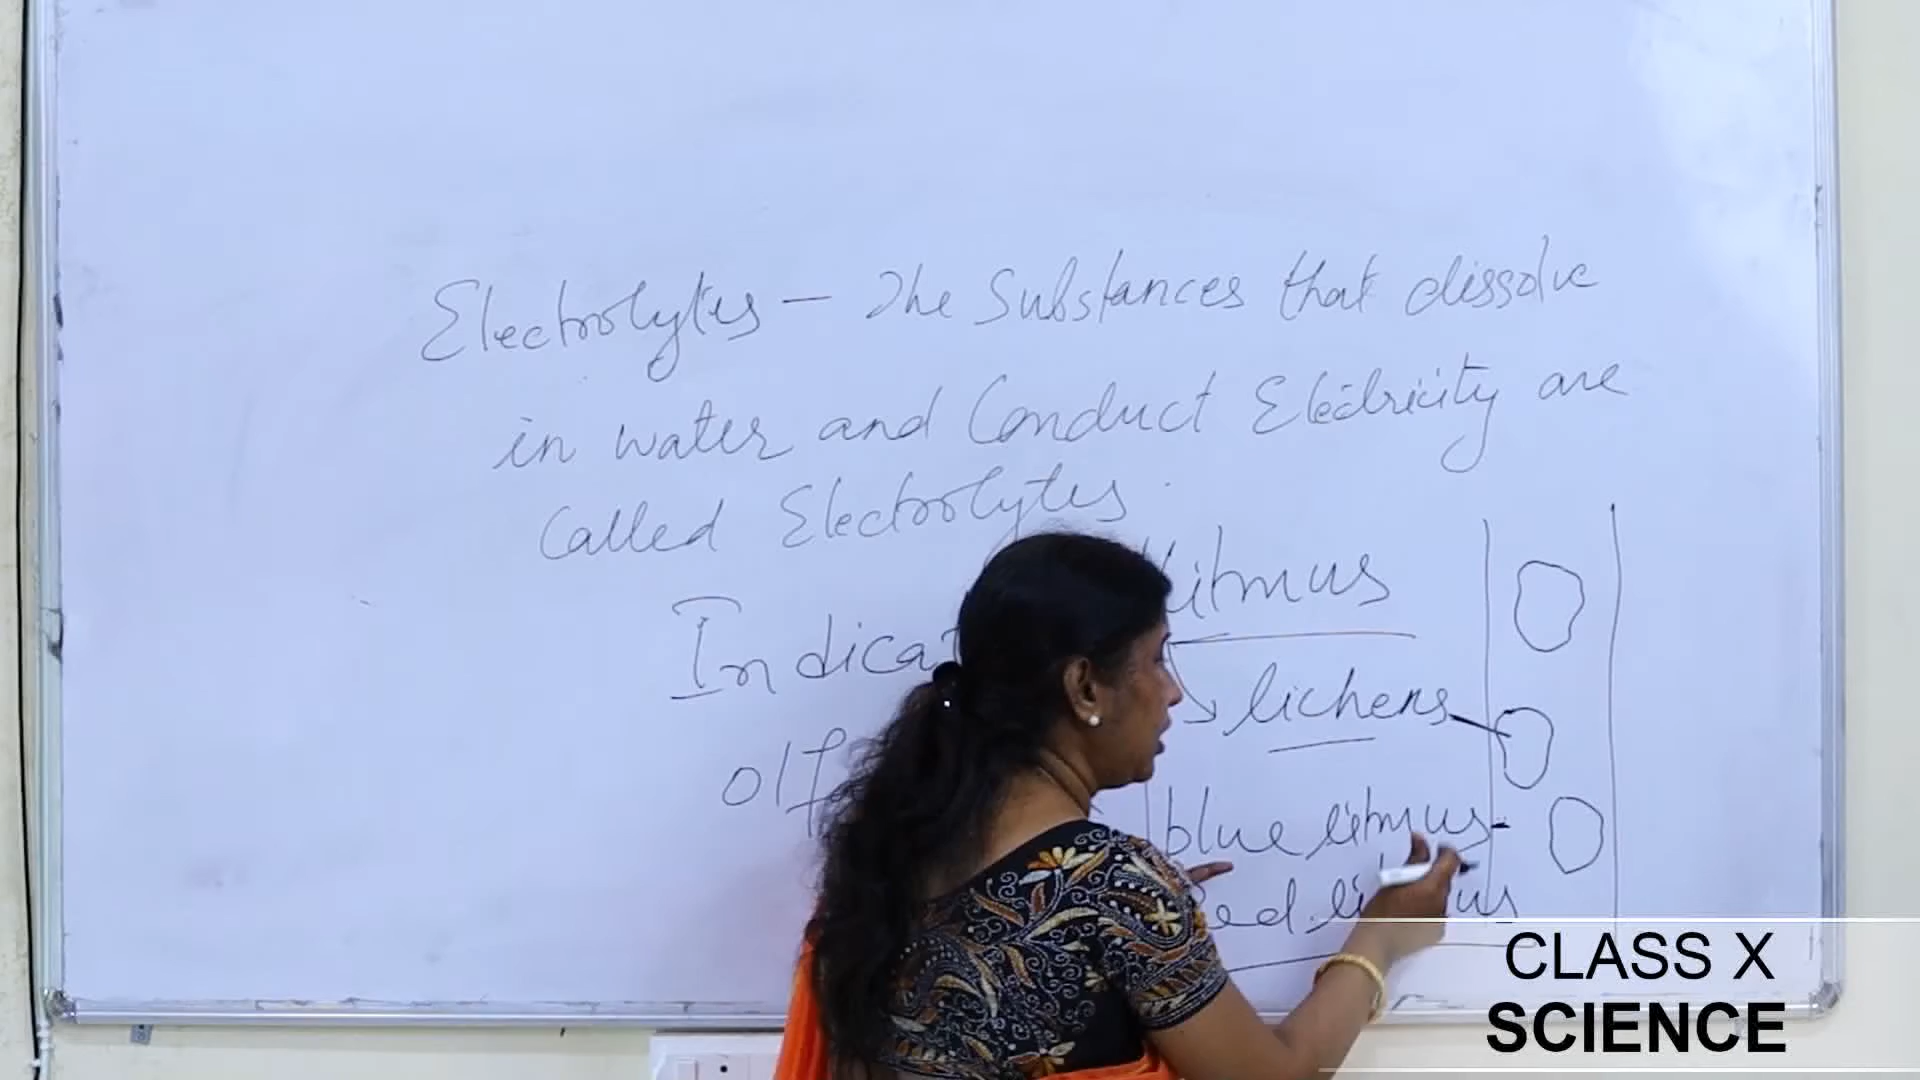 Electrolytes - The Substances that dissolve
in water and Conduct Electricity are
Called Electrolytes.
litmus
lichens
blue litmus -
CLASS X
SCIENCE